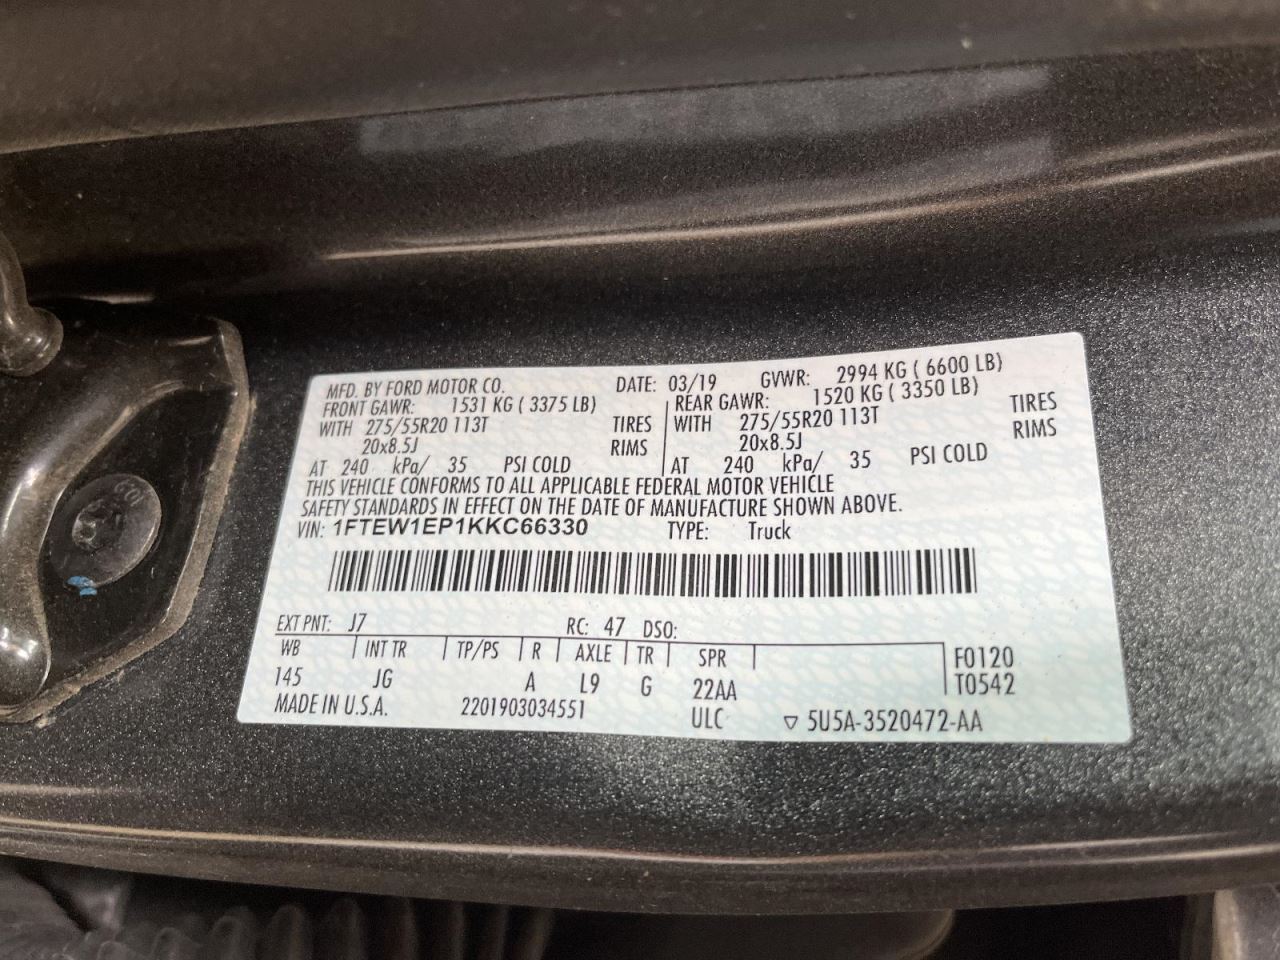 MFD. BY FORD MOTOR CO. DATE: 03/19 GVWR: 2994 KG ( 6600 LB)
FRONT GAWR: 1531 KG ( 3375 LB) REAR GAWR: 1520 KG ( 3350 LB)
WITH 275/55R20 113T TIRES WITH 275/55R20 113T TIRES
20x8.5J RIMS 20x8.5J RIMS
AT 240 kPa/ 35 PSI COLD AT 240 kPa/ 35 PSI COLD
THIS VEHICLE CONFORMS TO ALL APPLICABLE FEDERAL MOTOR VEHICLE
SAFETY STANDARDS IN EFFECT ON THE DATE OF MANUFACTURE SHOWN ABOVE.
VIN: 1FTEW1EP1KKC66330 TYPE: Truck
EXT PNT: J7 RC: 47 DSO:
WB INT TR TP/PS R AXLE TR SPR F0120
145 JG A L9 G 22AA T0542
MADE IN U.S.A. 2201903034551 ULC ▽ 5U5A-3520472-AA